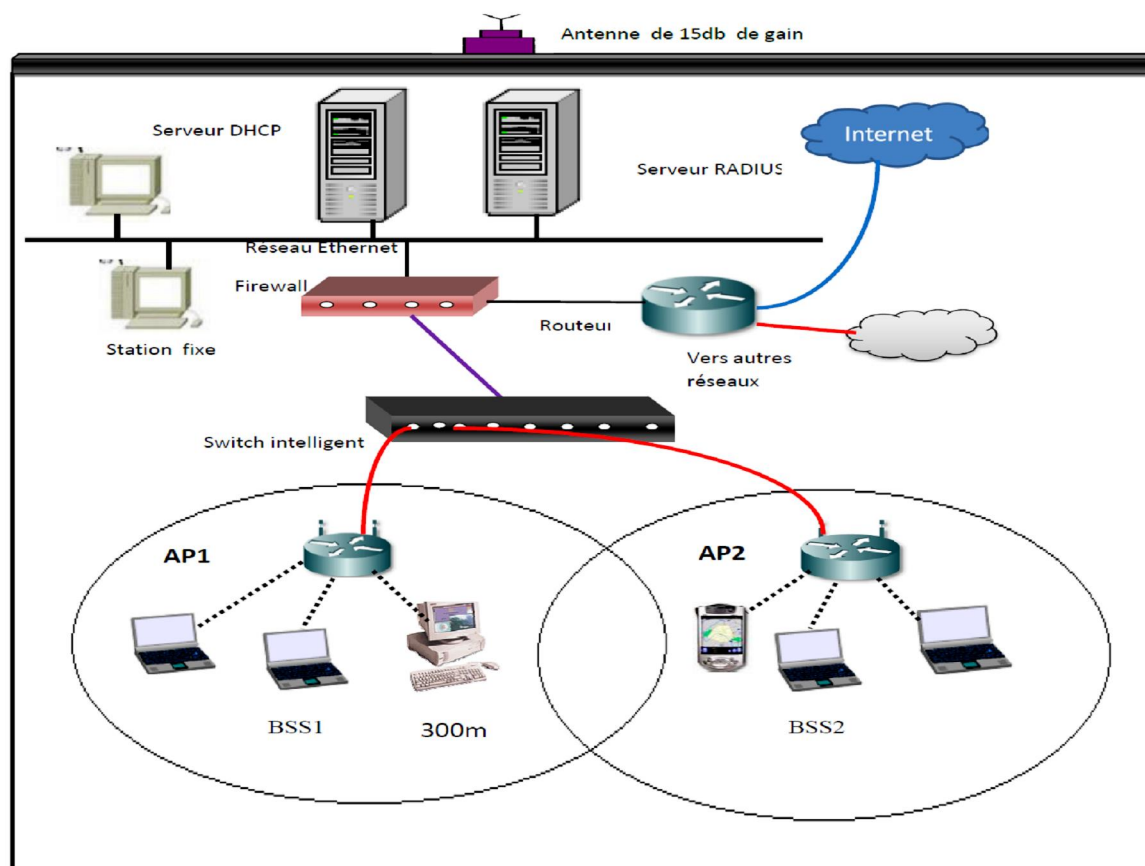 Antenne de 15db de gain
Serveur DHCP
Internet
Serveur RADIUS
Réseau Ethernet
Firewall
Routeur
Station fixe
Vers autres
réseaux
Switch intelligent
AP1
AP2
BSS1
300m
BSS2